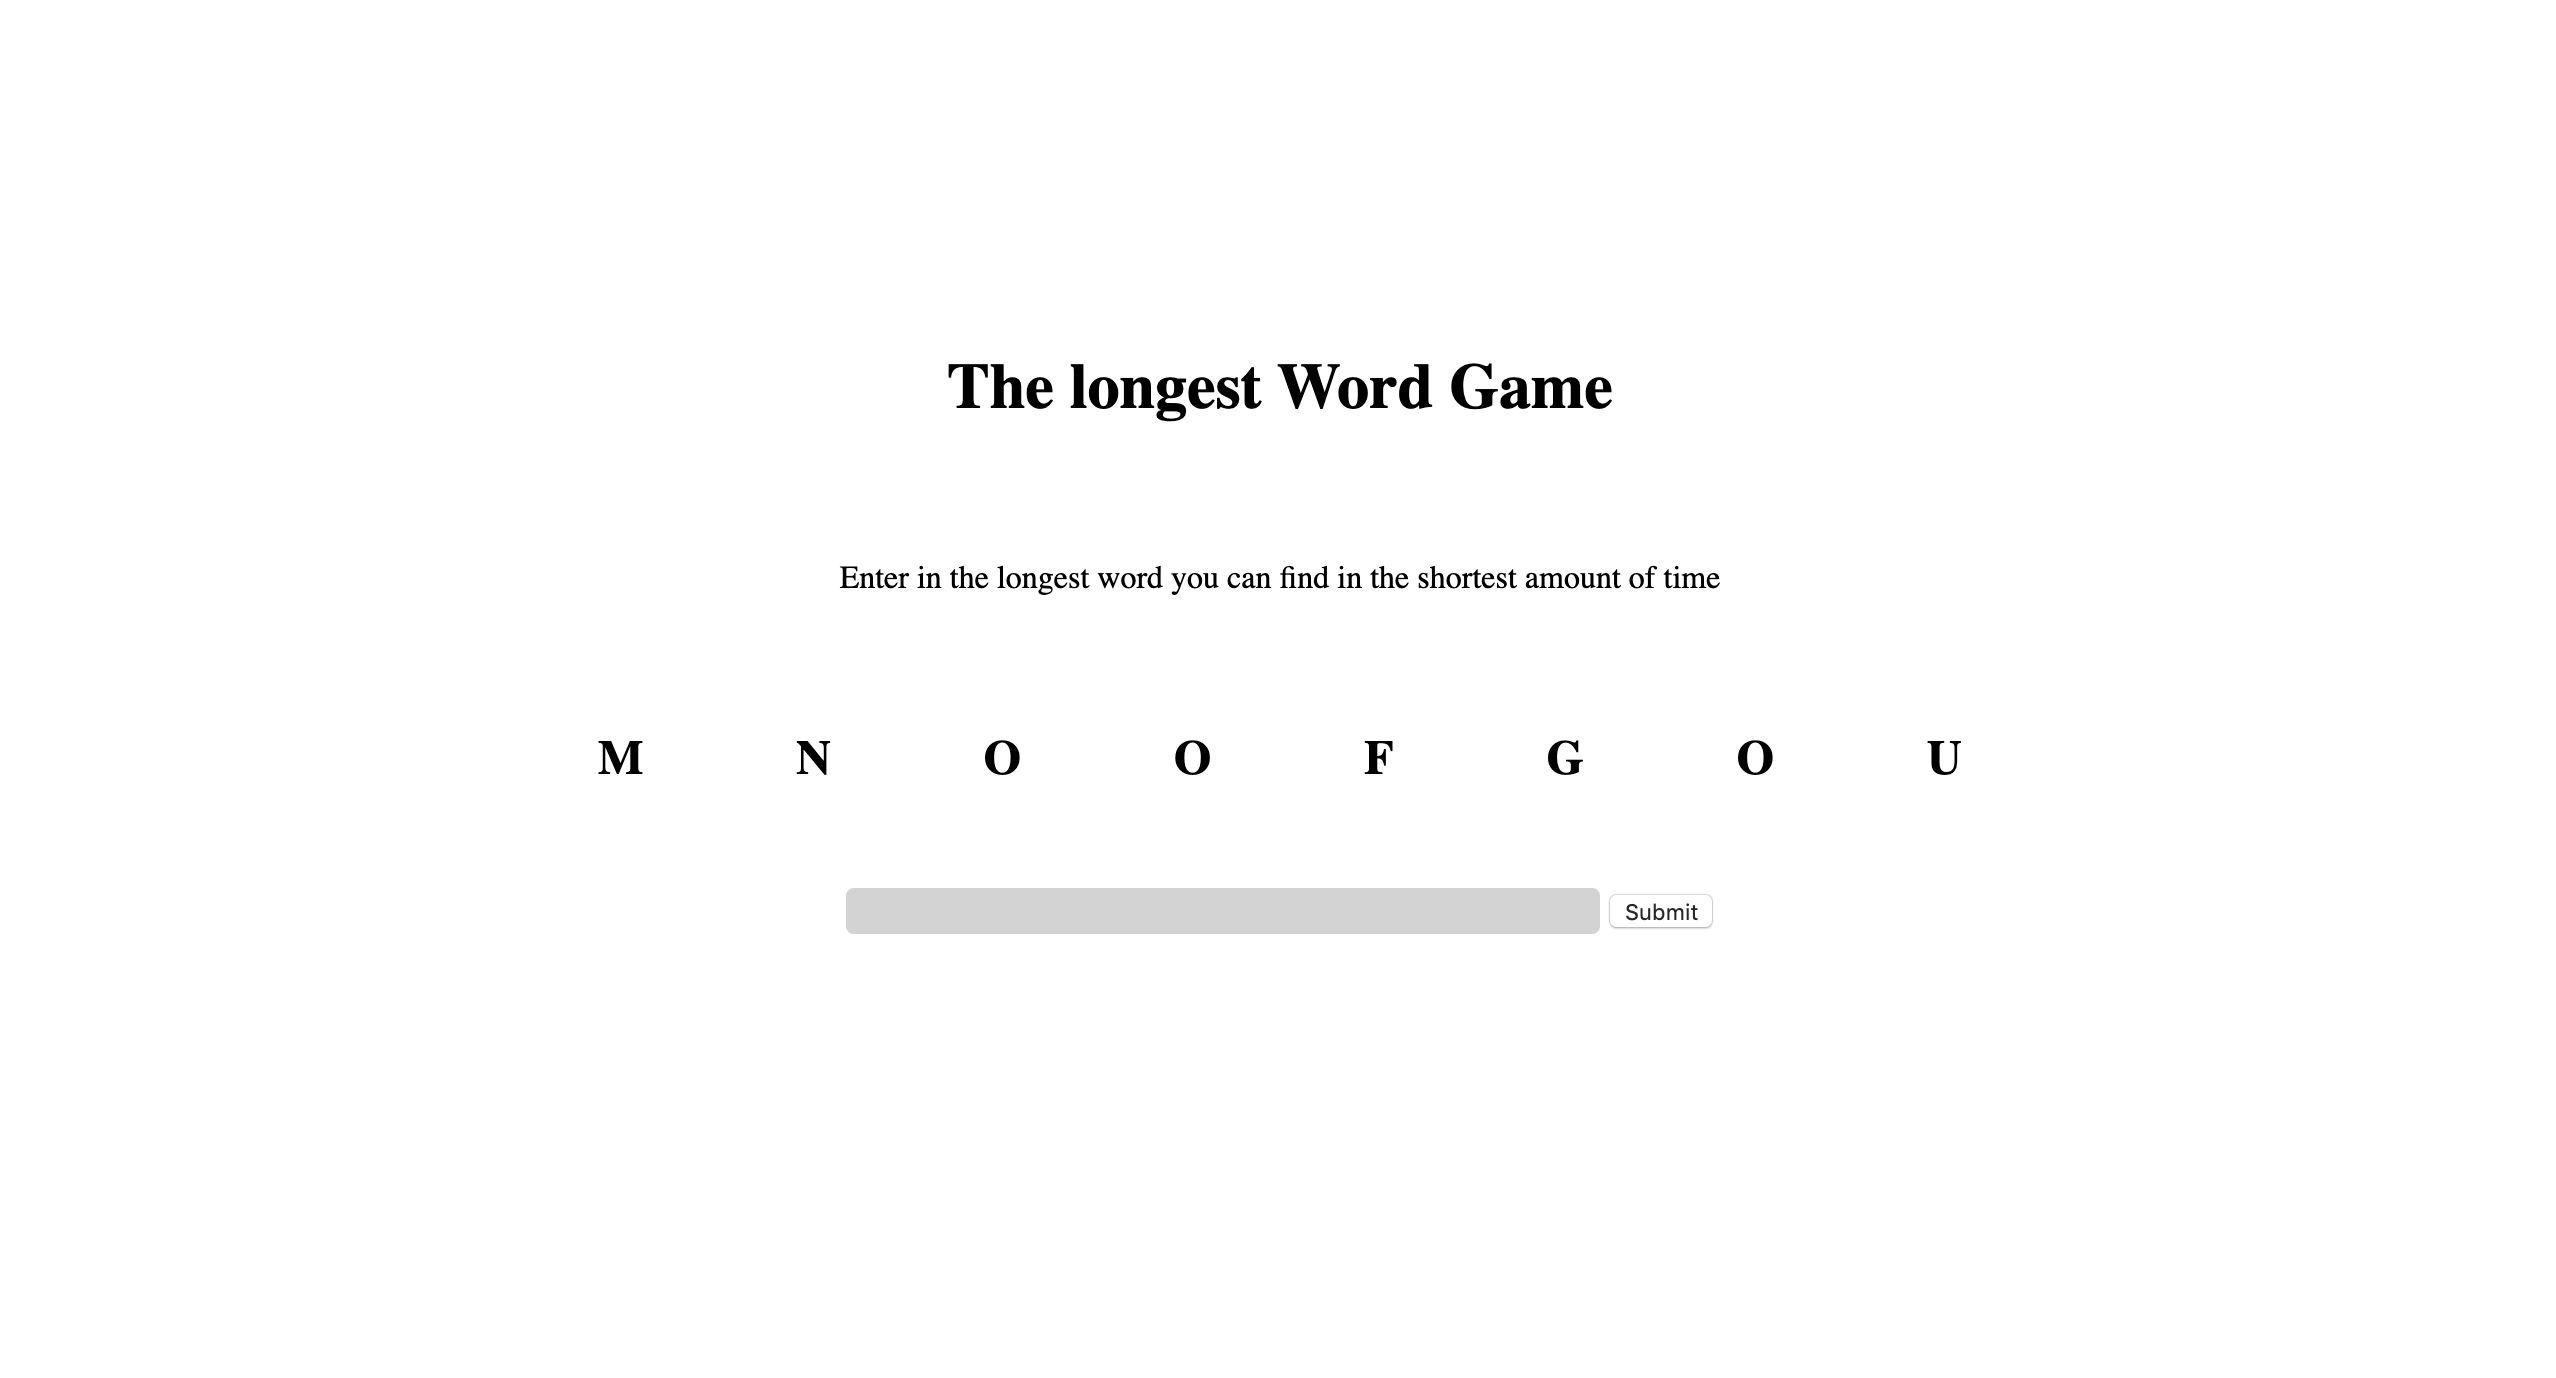 The longest Word Game
Enter in the longest word you can find in the shortest amount of time
M N O O F G O U
Submit